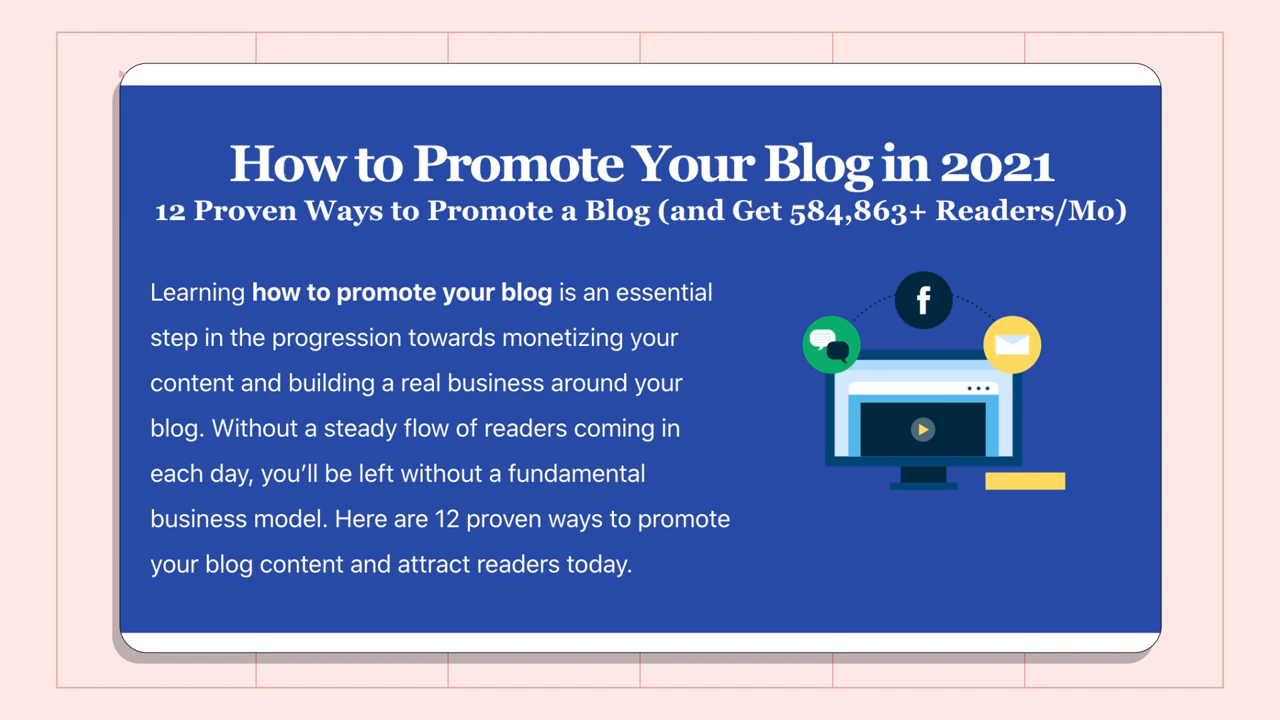 How to Promote Your Blog in 2021
12 Proven Ways to Promote a Blog (and Get 584,863+ Readers/Mo)
Learning how to promote your blog is an essential
step in the progression towards monetizing your
content and building a real business around your
blog. Without a steady flow of readers coming in
each day, you’ll be left without a fundamental
business model. Here are 12 proven ways to promote
your blog content and attract readers today.
f